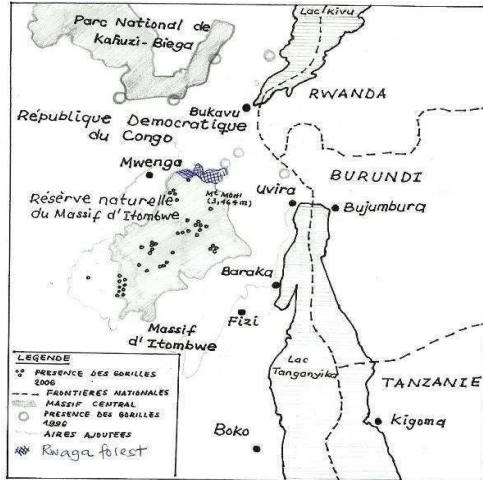 Lac Kivu
Parc National de
Kahuzi-Biega
RWANDA
Bukavu
République Democratique
du Congo
Mwenga
BURUNDI
Réserve naturelle
du Massif d'Itombwe
Mt Mohi
(3,464m)
Uvira
Bujumbura
Baraka
Fizi
Massif
d'Itombwe
Lac
Tanganyika
TANZANIE
Kigoma
Boko
LEGENDE
PRESENCE DES GORILLES
2006
FRONTIERES NATIONALES
MASSIF CENTRAL
PRESENCE DES GORILLES
1996
AIRES AJOUTEES
Rwaga forest